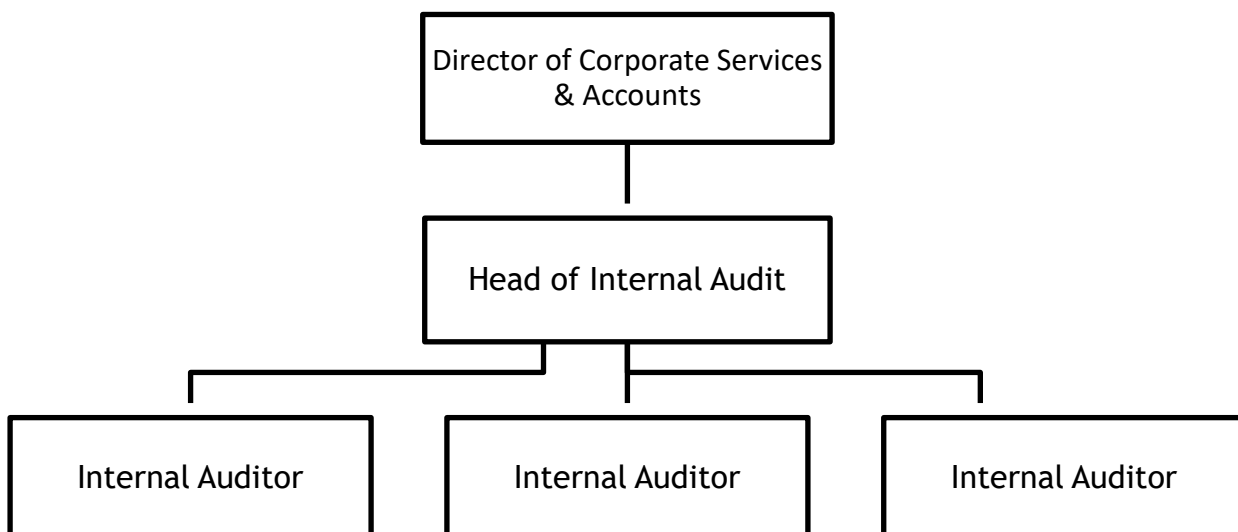 Director of Corporate Services
& Accounts
Head of Internal Audit
Internal Auditor
Internal Auditor
Internal Auditor